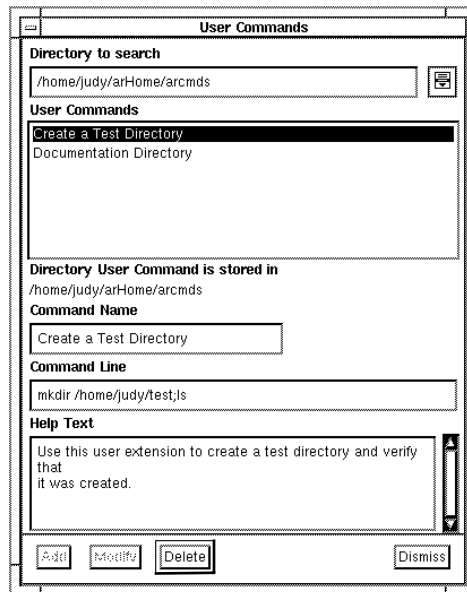 User Commands
Directory to search
/home/judy/arHome/arcmds
User Commands
Create a Test Directory
Documentation Directory
Directory User Command is stored in
/home/judy/arHome/arcmds
Command Name
Create a Test Directory
Command Line
mkdir /home/judy/test;ls
Help Text
Use this user extension to create a test directory and verify
that
it was created.
Add Modify Delete Dismiss